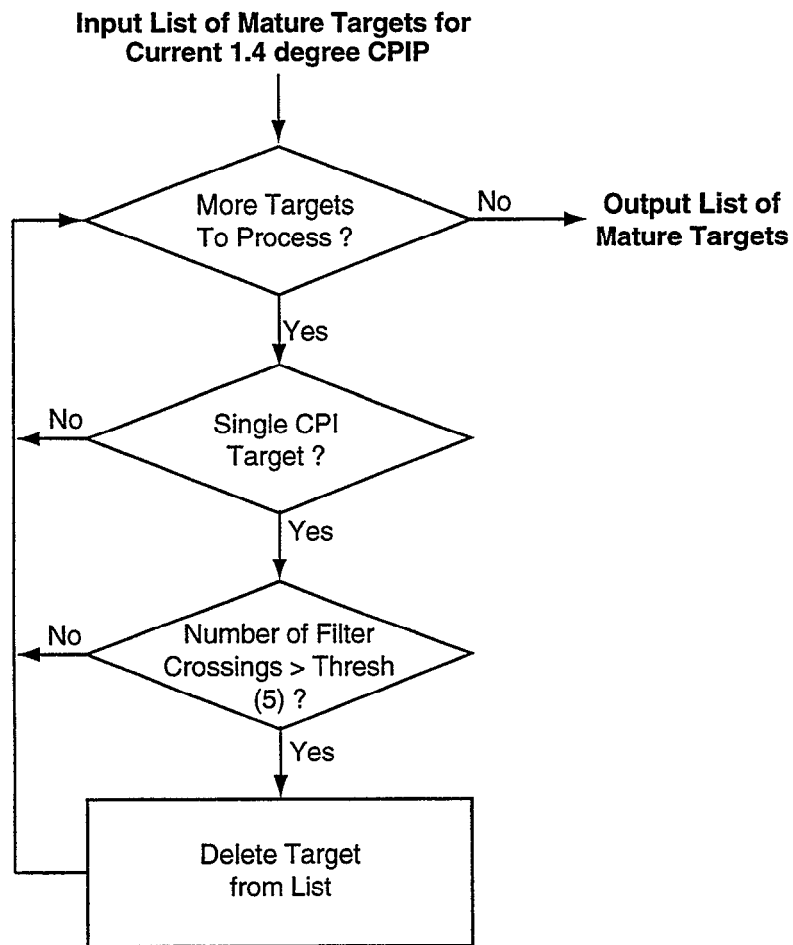 Input List of Mature Targets for
Current 1.4 degree CPIP
More Targets
To Process ?
No
Output List of
Mature Targets
Yes
Single CPI
Target ?
No
Yes
Number of Filter
Crossings > Thresh
(5) ?
No
Yes
Delete Target
from List